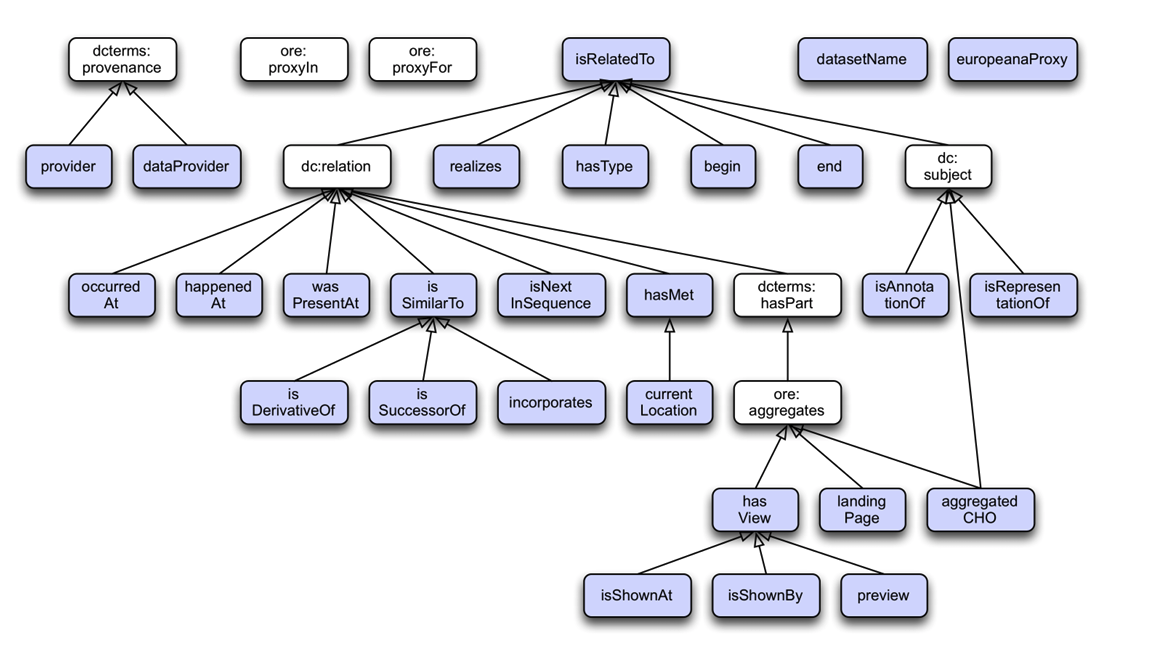 dcterms:
provenance
ore:
proxyIn
ore:
proxyFor
isRelatedTo
datasetName
europeanaProxy
provider
dataProvider
dc:relation
realizes
hasType
begin
end
dc:
subject
occurred
At
happened
At
was
PresentAt
is
SimilarTo
isNext
InSequence
hasMet
dcterms:
hasPart
isAnnota
tionOf
isRepresen
tationOf
is
DerivativeOf
is
SuccessorOf
incorporates
current
Location
ore:
aggregates
has
View
landing
Page
aggregated
CHO
isShownAt
isShownBy
preview